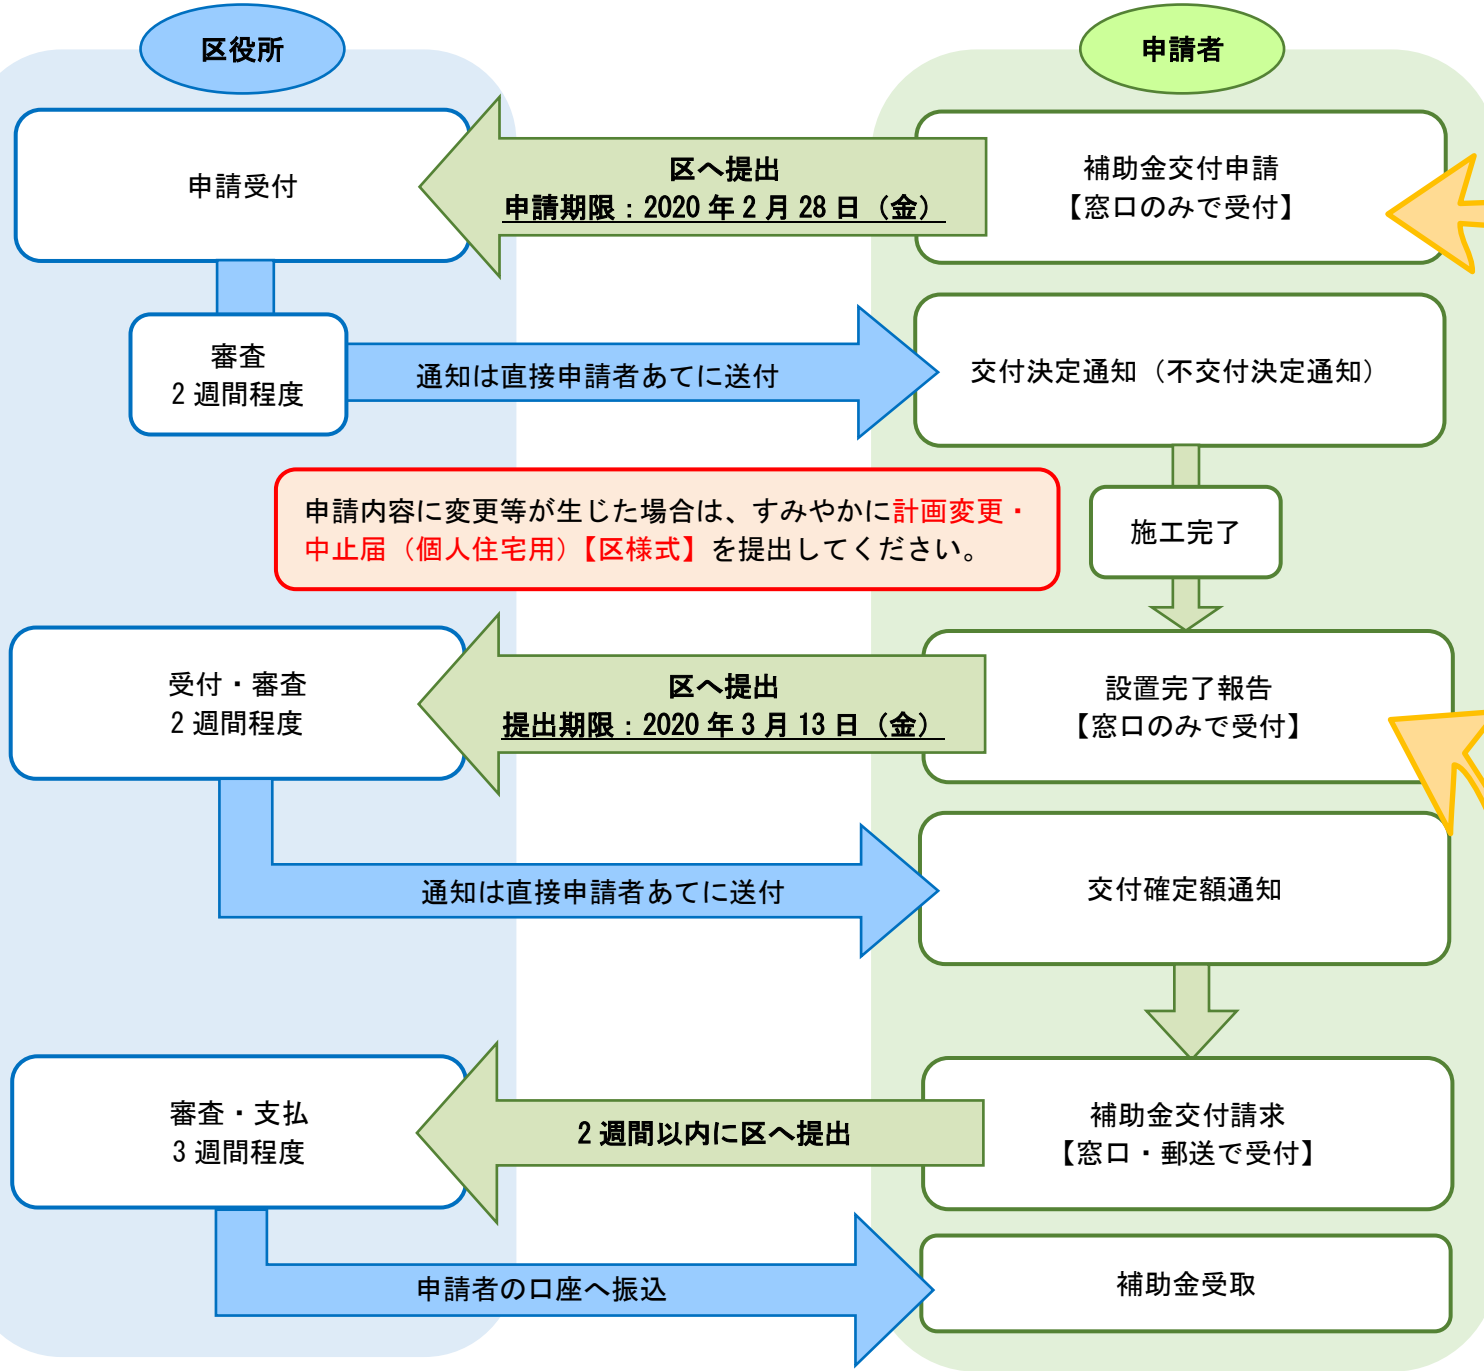 区役所
申請者
申請受付
区へ提出
申請期限：2020年2月28日（金）
補助金交付申請
【窓口のみで受付】
審査
2週間程度
通知は直接申請者あてに送付
交付決定通知（不交付決定通知）
申請内容に変更等が生じた場合は、すみやかに計画変更・
中止届（個人住宅用）【区様式】を提出してください。
施工完了
受付・審査
2週間程度
区へ提出
提出期限：2020年3月13日（金）
設置完了報告
【窓口のみで受付】
通知は直接申請者あてに送付
交付確定額通知
審査・支払
3週間程度
2週間以内に区へ提出
補助金交付請求
【窓口・郵送で受付】
申請者の口座へ振込
補助金受取